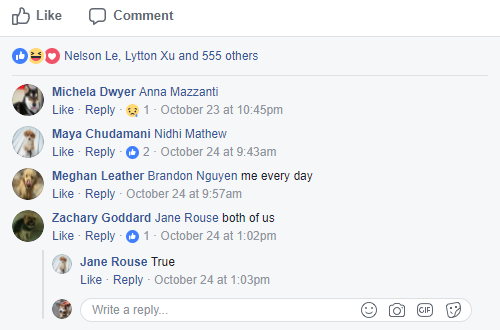 Like Comment
Nelson Le, Lytton Xu and 555 others
Michela Dwyer Anna Mazzanti
Like · Reply · 1 · October 23 at 10:45pm
Maya Chudamani Nidhi Mathew
Like · Reply · 2 · October 24 at 9:43am
Meghan Leather Brandon Nguyen me every day
Like · Reply · October 24 at 9:57am
Zachary Goddard Jane Rouse both of us
Like · Reply · 1 · October 24 at 1:02pm
Jane Rouse True
Like · Reply · October 24 at 1:03pm
Write a reply...
GIF